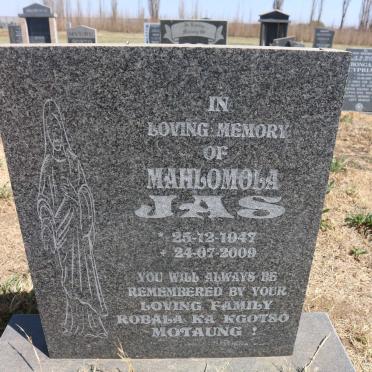 IN
LOVING MEMORY
OF
MAHLOMOLA
JAS
* 25-12-1947
+ 24-07-2009
YOU WILL ALWAYS BE
REMEMBERED BY YOUR
LOVING FAMILY
ROBALA KA KGOTSO
MOTAUNG !